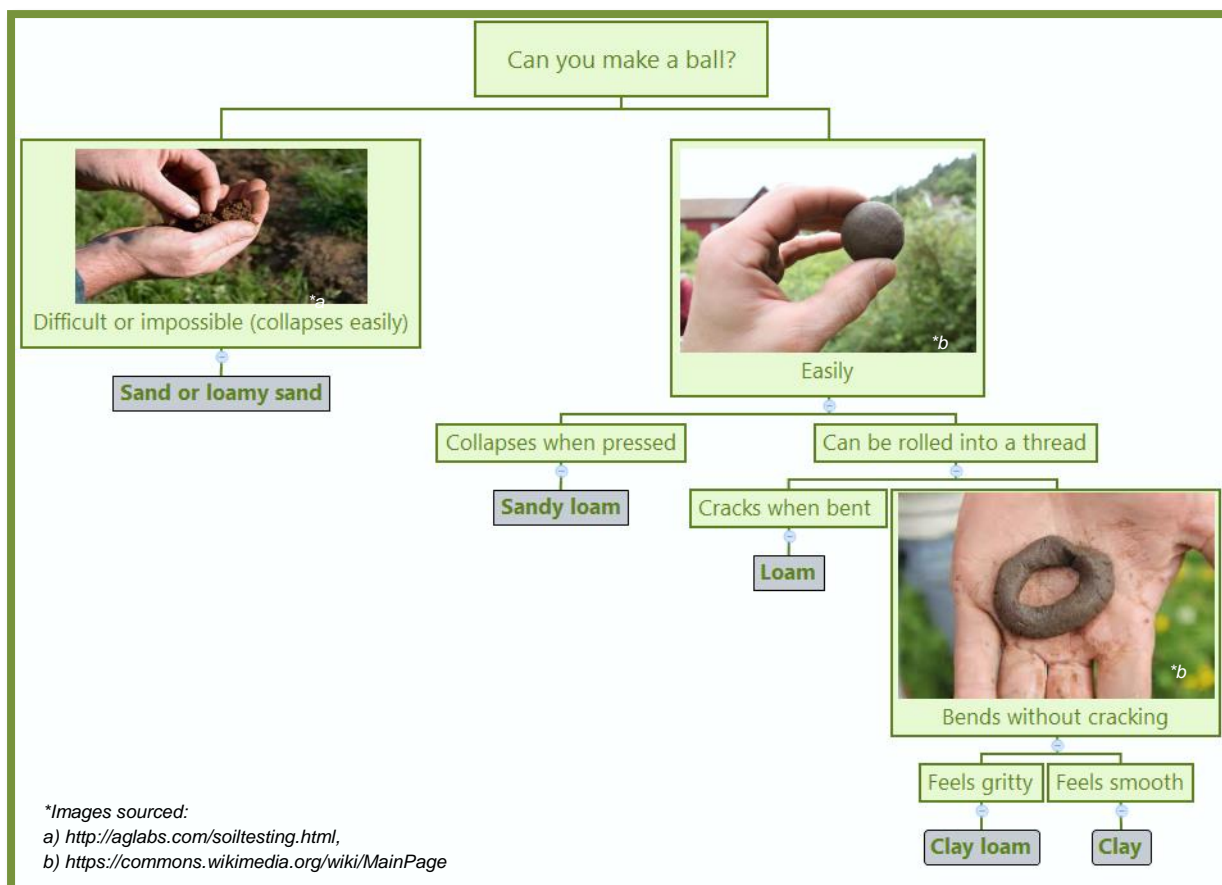 Can you make a ball?
*a
Difficult or impossible (collapses easily)
Sand or loamy sand
*b
Easily
Collapses when pressed
Can be rolled into a thread
Sandy loam
Cracks when bent
Loam
*b
Bends without cracking
Feels gritty
Feels smooth
Clay loam
Clay
*Images sourced:
a) http://aglabs.com/soiltesting.html,
b) https://commons.wikimedia.org/wiki/MainPage